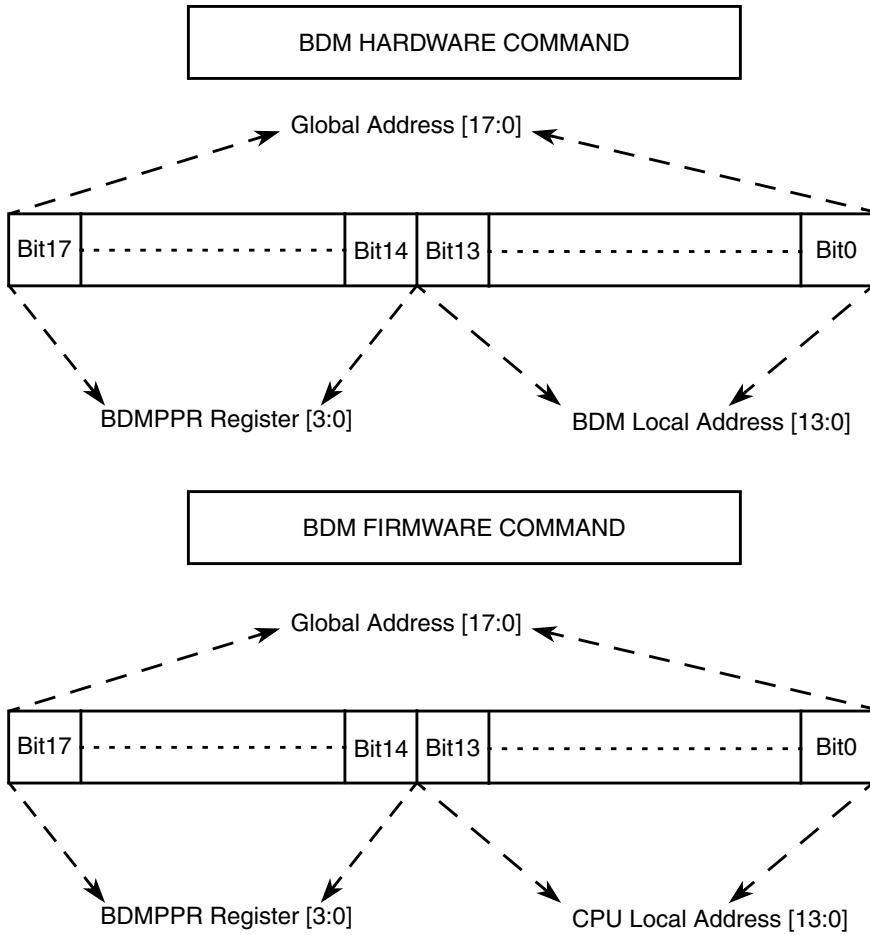 BDM HARDWARE COMMAND
Global Address [17:0]
Bit17 Bit14 Bit13 Bit0
BDMPPR Register [3:0] BDM Local Address [13:0]
BDM FIRMWARE COMMAND
Global Address [17:0]
Bit17 Bit14 Bit13 Bit0
BDMPPR Register [3:0] CPU Local Address [13:0]